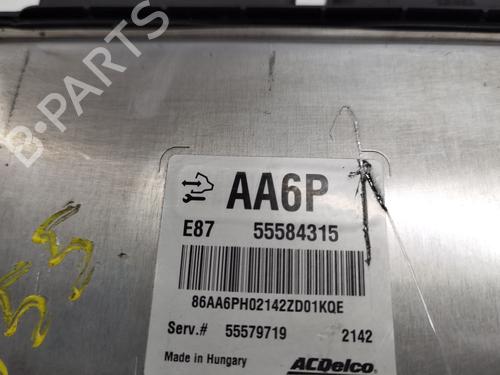 B-PARTS
AA6P
E87 55584315
86AA6PH02142ZD01KQE
Serv.# 55579719 2142
Made in Hungary ACDelco